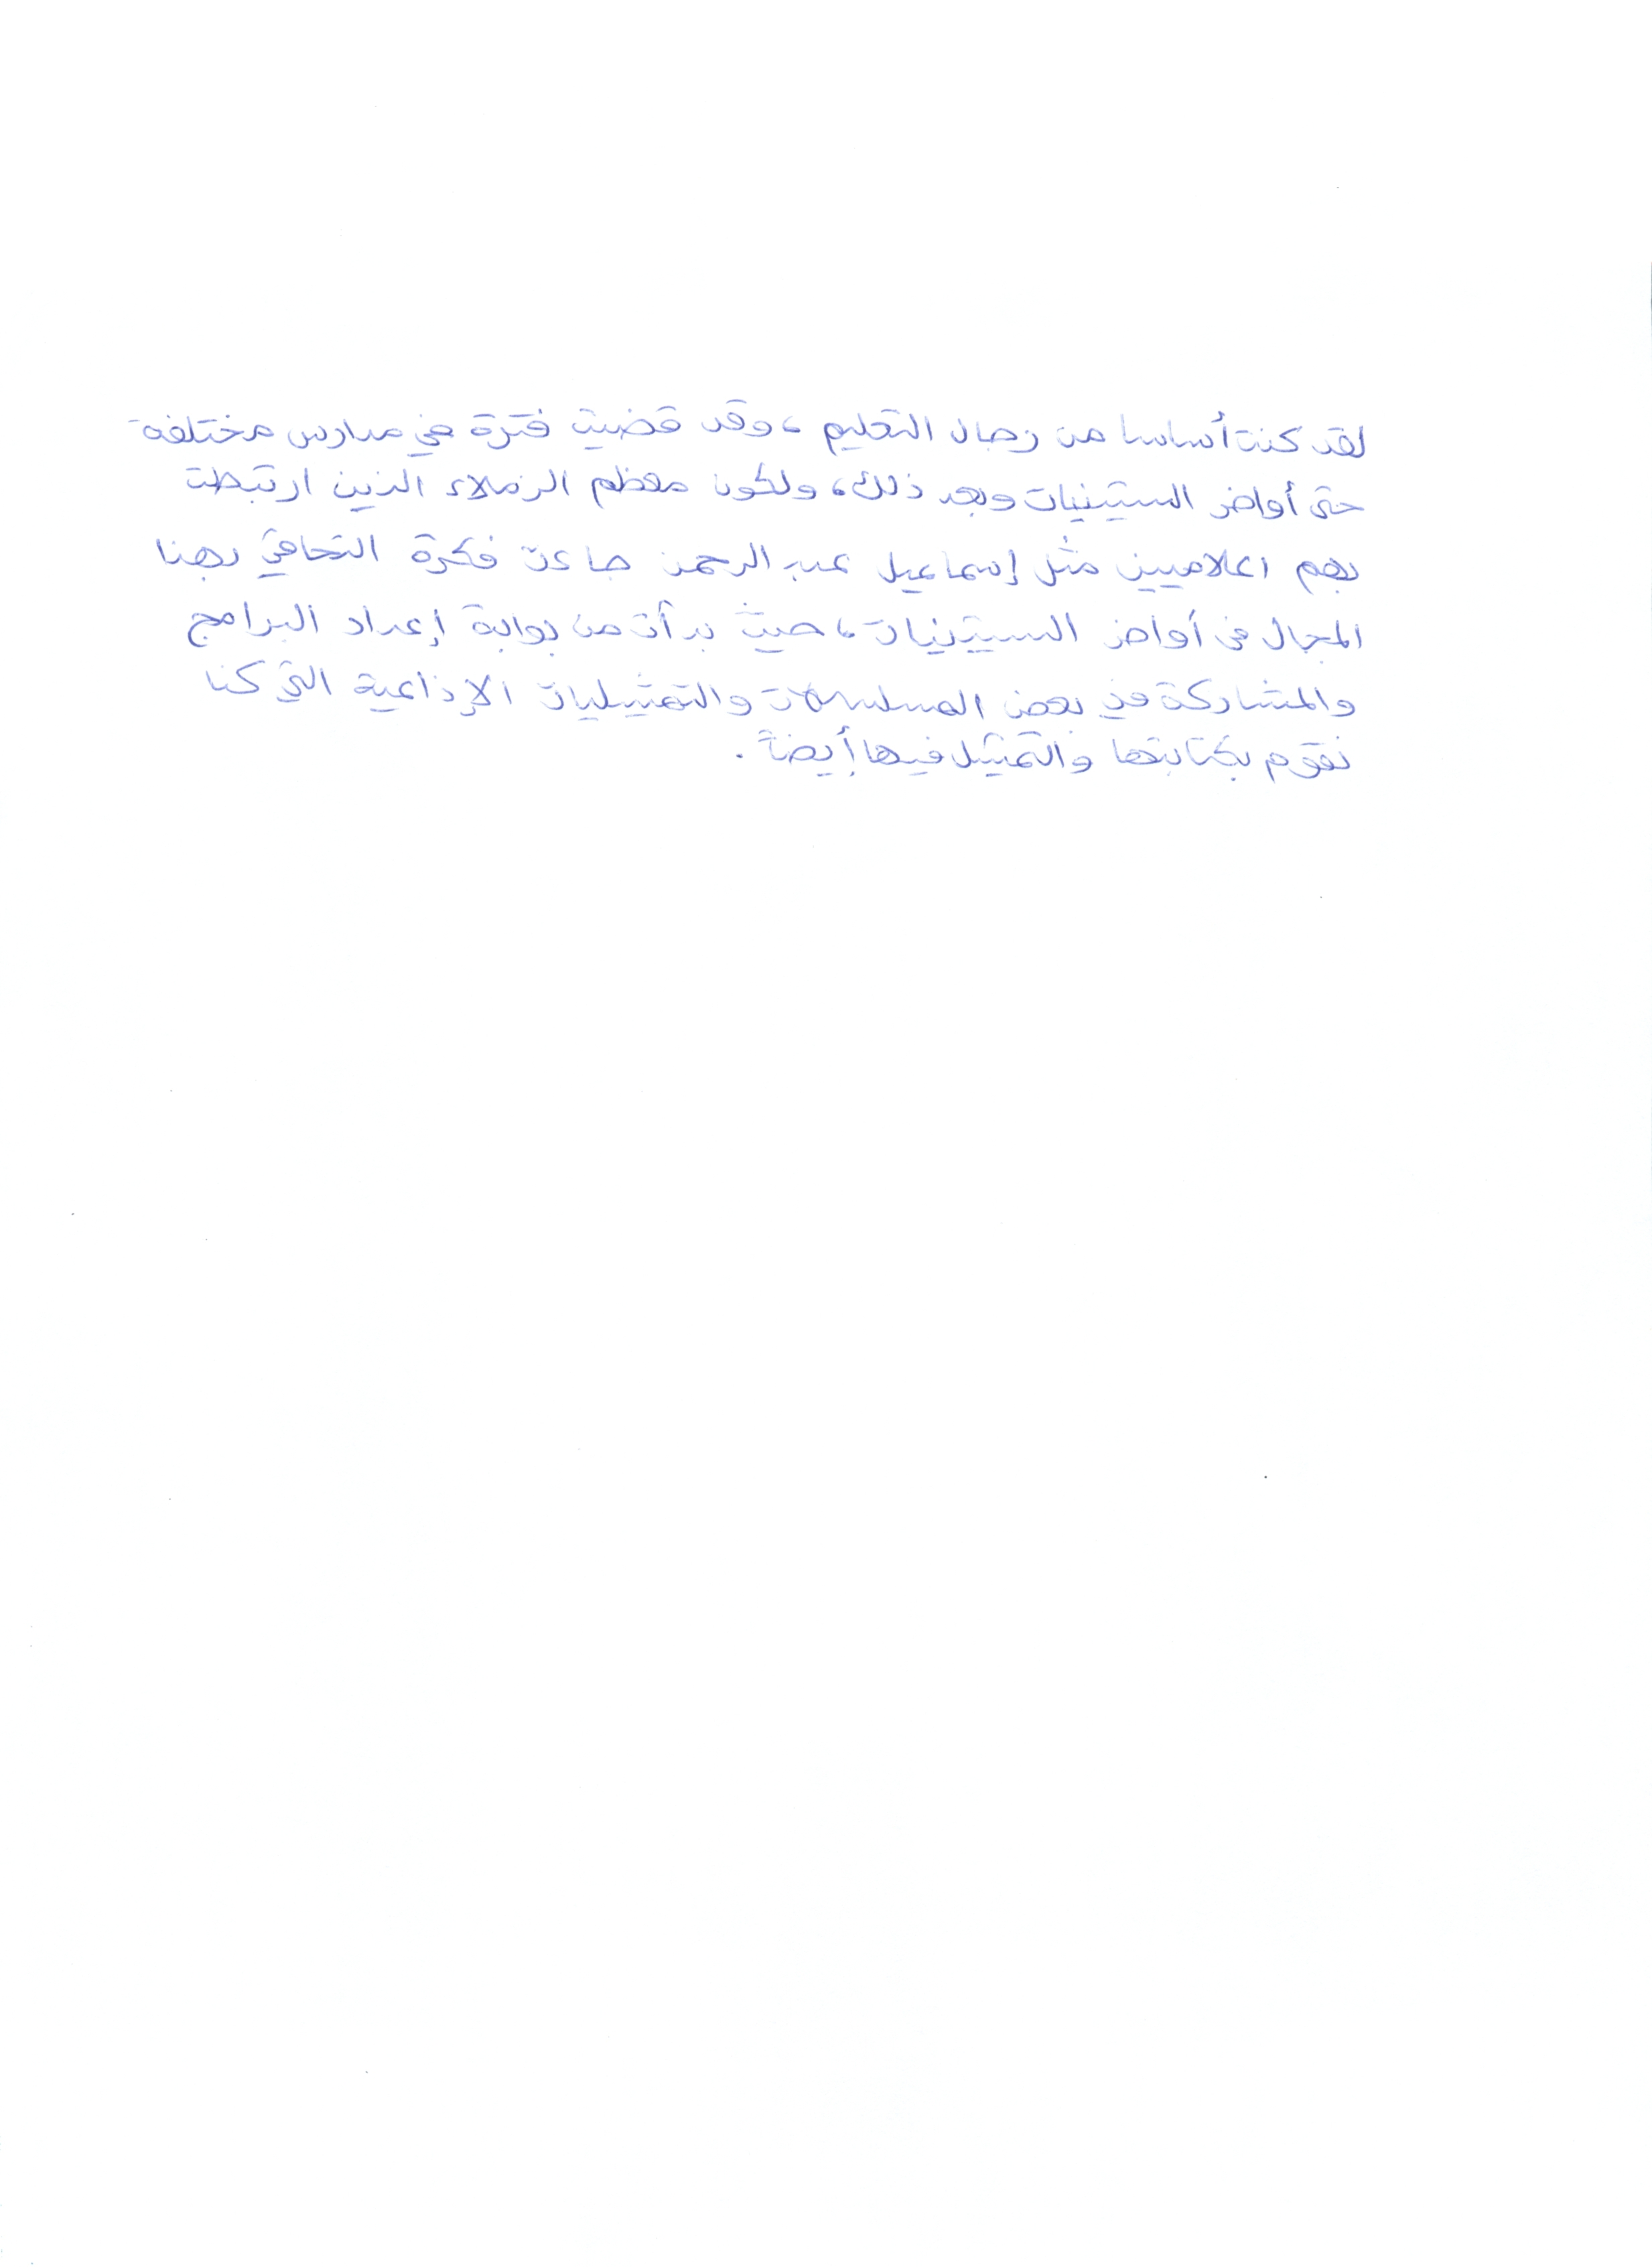 لقد كنت أساسا من رجال التعليم، وقد قضيت فترة في مدارس مختلفة
حتى أواخر الستينيات وبعد ذلك، ولكون معظم الزملاء الذين ارتبطت
بهم اعلاميين مثل إسماعيل عبد الرحمن جاءت فكرة التحاقي بهذا
المجال في أواخر الستينيات، حيث بدأت من بوابة إعداد البرامج
والمشاركة في بعض المسلسلات والتمثيليات الإذاعية التي كنا
نقوم بكتابتها والتمثيل فيها أيضاً.